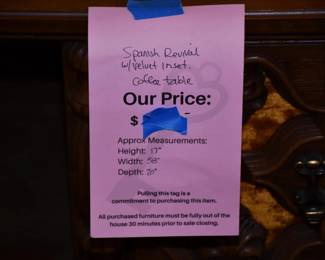 Spanish Revival
w/velvet inset.
Coffee table
Our Price:
$
Approx Measurements:
Height: 17"
Width: 58"
Depth: 20"
Pulling this tag is a
commitment to purchasing this item.
All purchased furniture must be fully out of the
house 30 minutes prior to sale closing.